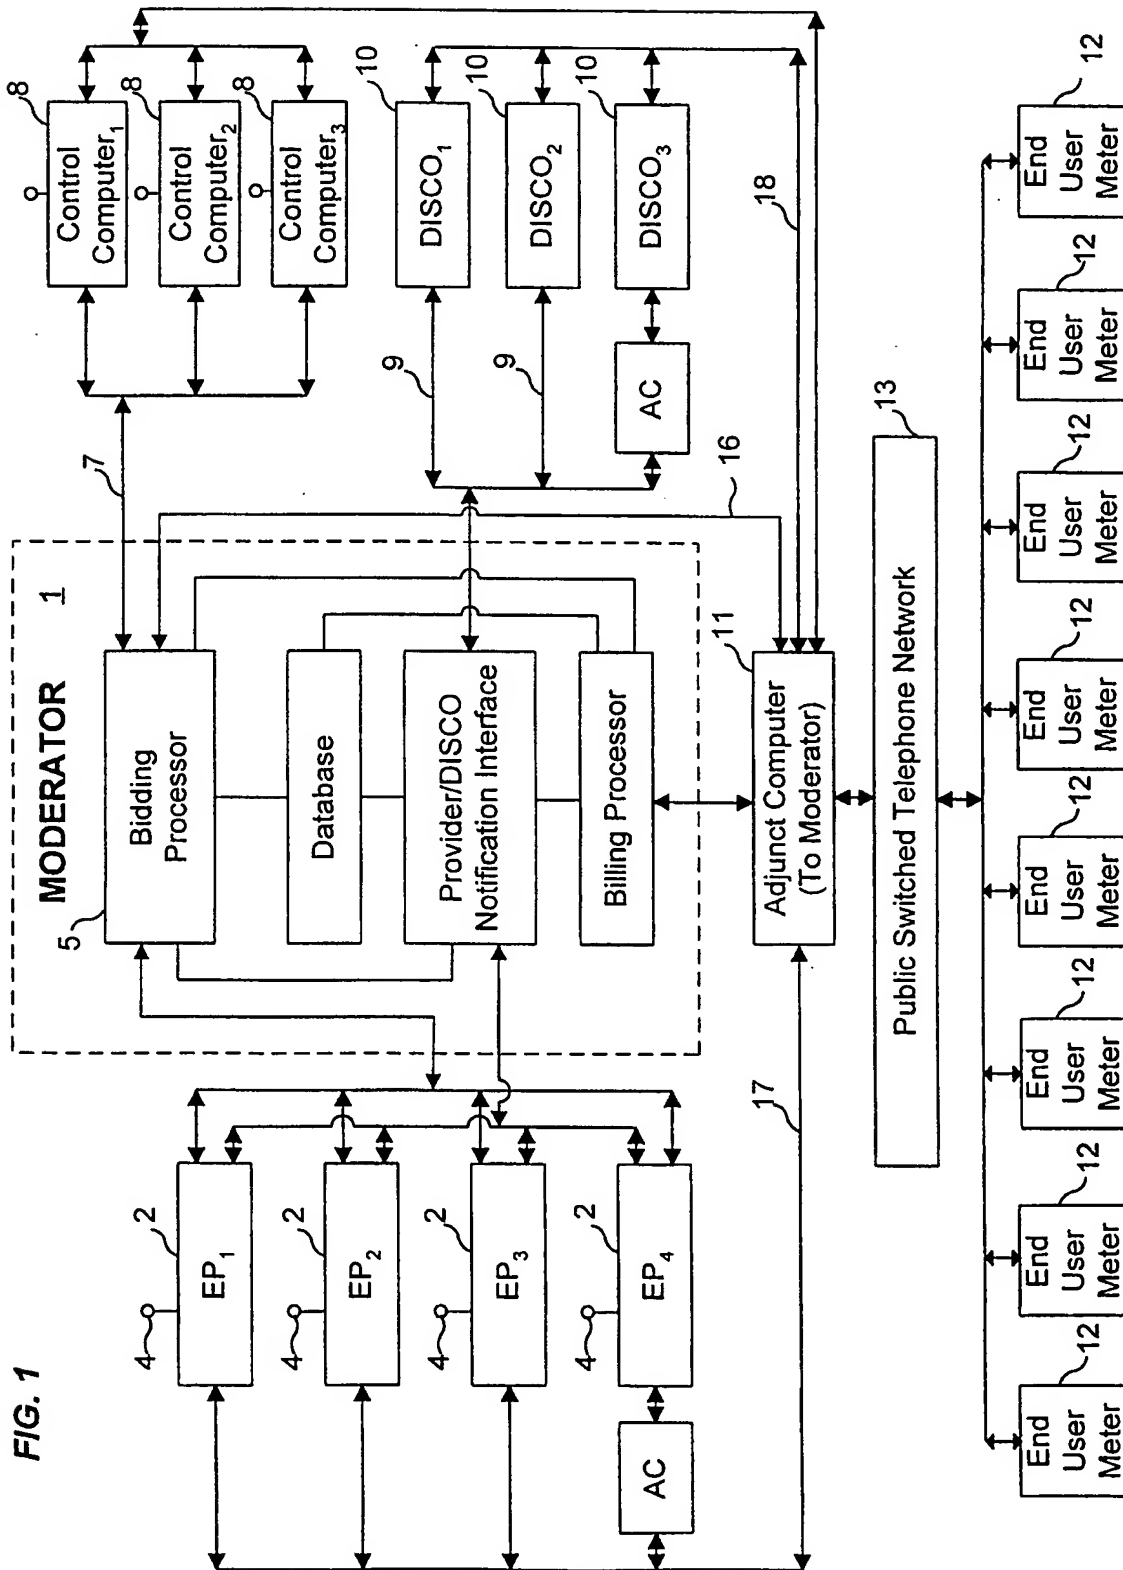 FIG. 1
MODERATOR 1
5
Bidding
Processor
Database
Provider/DISCO
Notification Interface
Billing Processor
2
EP1
4
2
EP2
4
2
EP3
4
2
EP4
4
AC
7
8
Control
Computer1
8
Control
Computer2
8
Control
Computer3
9
10
DISCO1
9
10
DISCO2
10
DISCO3
AC
16
17
18
11
Adjunct Computer
(To Moderator)
13
Public Switched Telephone Network
12
End
User
Meter
12
End
User
Meter
12
End
User
Meter
12
End
User
Meter
12
End
User
Meter
12
End
User
Meter
12
End
User
Meter
12
End
User
Meter